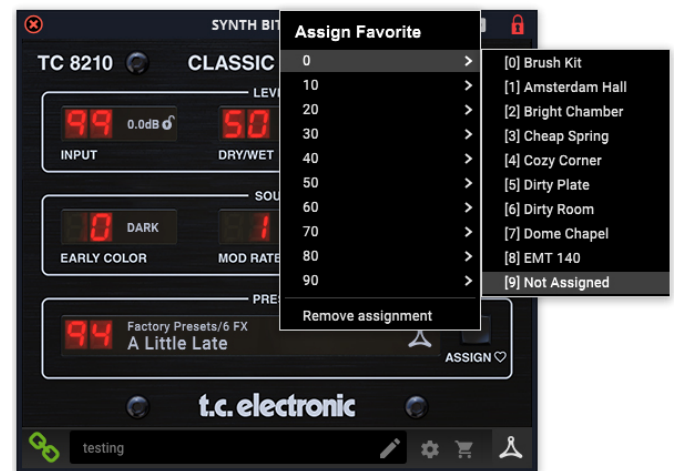 SYNTH BIT
TC 8210 CLASSIC
LEV
99 0.0dB 50
INPUT DRY/WET
SOU
0 DARK 1
EARLY COLOR MOD RATE
PRES
94 Factory Presets/6 FX
A Little Late
ASSIGN
t.c. electronic
testing
Assign Favorite
0
10
20
30
40
50
60
70
80
90
Remove assignment
[0] Brush Kit
[1] Amsterdam Hall
[2] Bright Chamber
[3] Cheap Spring
[4] Cozy Corner
[5] Dirty Plate
[6] Dirty Room
[7] Dome Chapel
[8] EMT 140
[9] Not Assigned